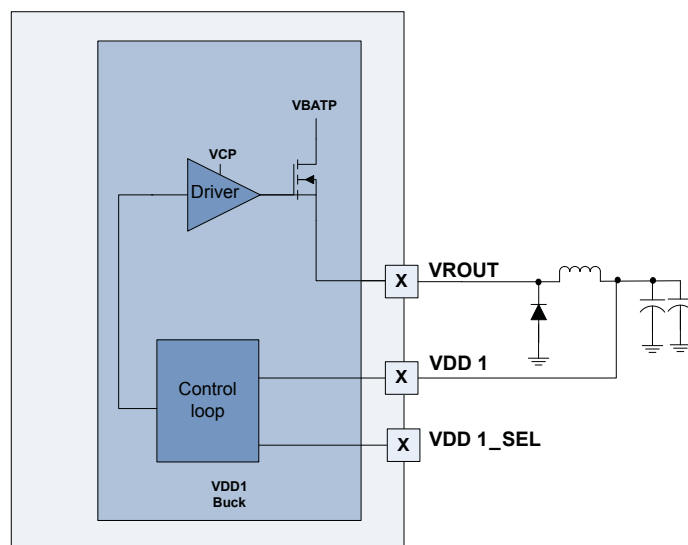 VBATP
VCP
Driver
X VROUT
Control
loop
X VDD 1
X VDD 1_SEL
VDD1
Buck